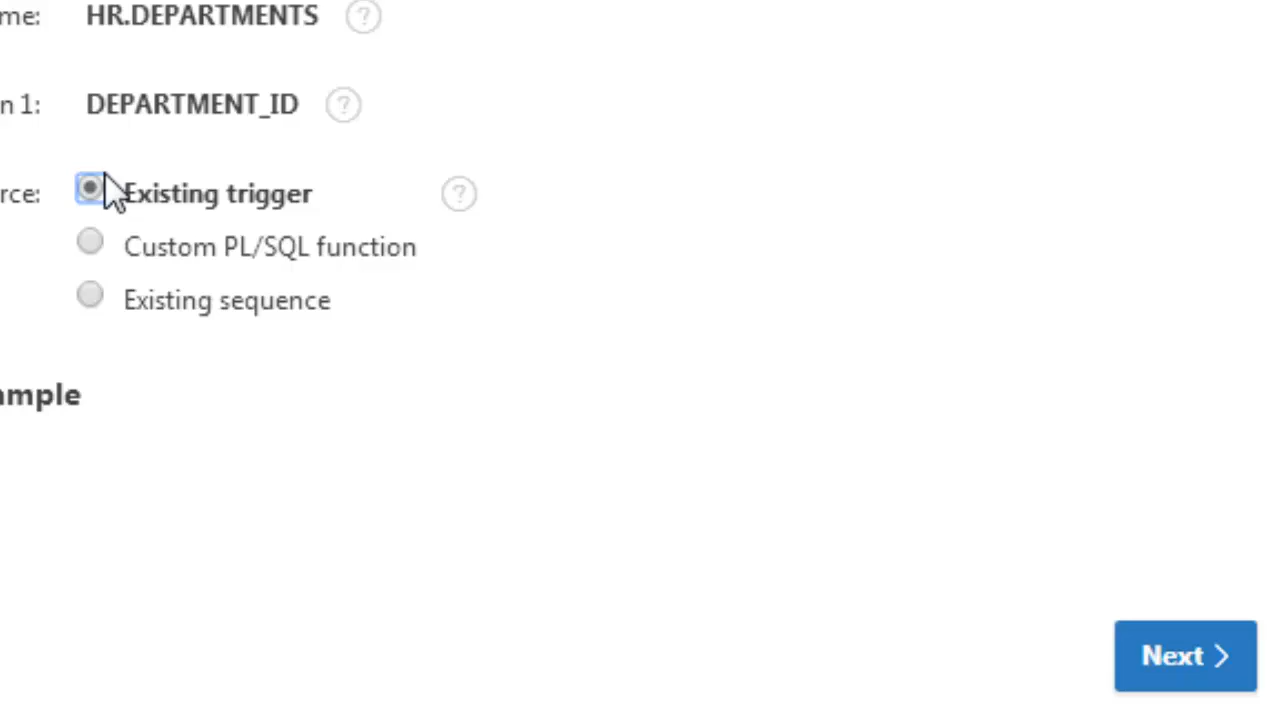 me: HR.DEPARTMENTS ?
n 1: DEPARTMENT_ID ?
rce: Existing trigger ?
Custom PL/SQL function
Existing sequence
ample
Next >